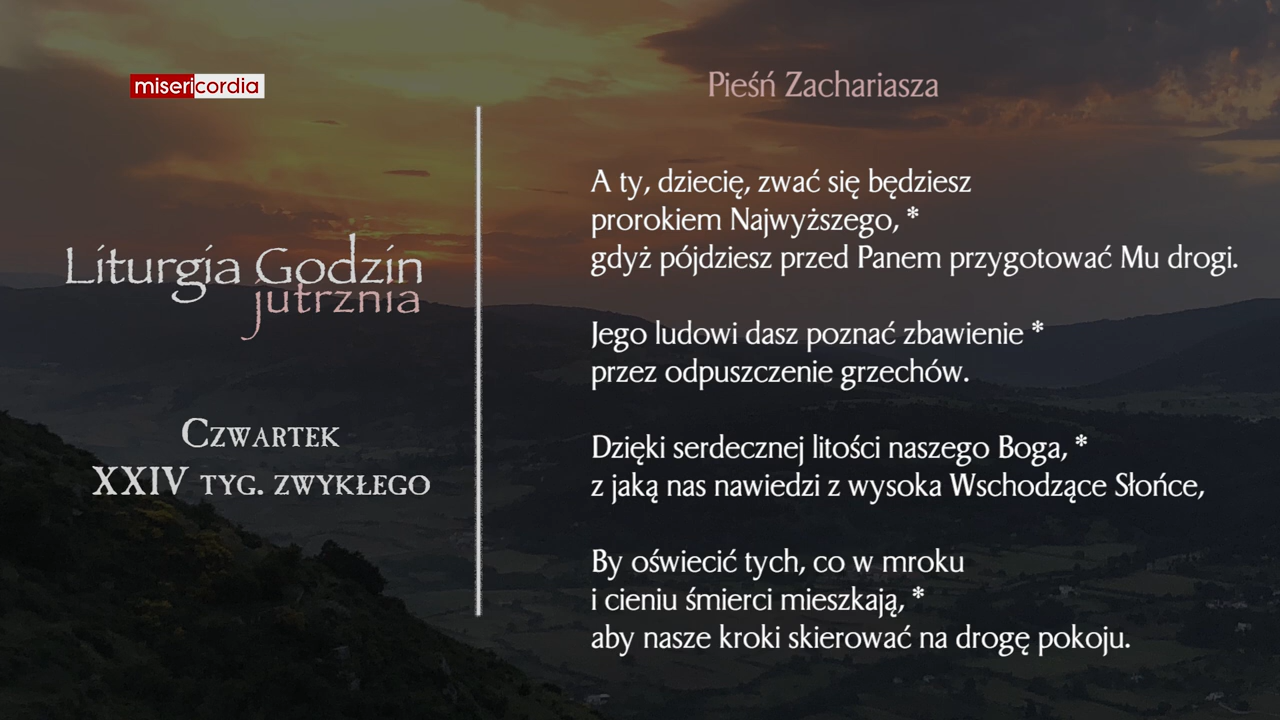 misericordia
Liturgia Godzin
jutrznia
Czwartek
XXIV tyg. zwykłego
Pieśń Zachariasza
A ty, dziecię, zwać się będziesz
prorokiem Najwyższego, *
gdyż pójdziesz przed Panem przygotować Mu drogi.
Jego ludowi dasz poznać zbawienie *
przez odpuszczenie grzechów.
Dzięki serdecznej litości naszego Boga, *
z jaką nas nawiedzi z wysoka Wschodzące Słońce,
By oświecić tych, co w mroku
i cieniu śmierci mieszkają, *
aby nasze kroki skierować na drogę pokoju.